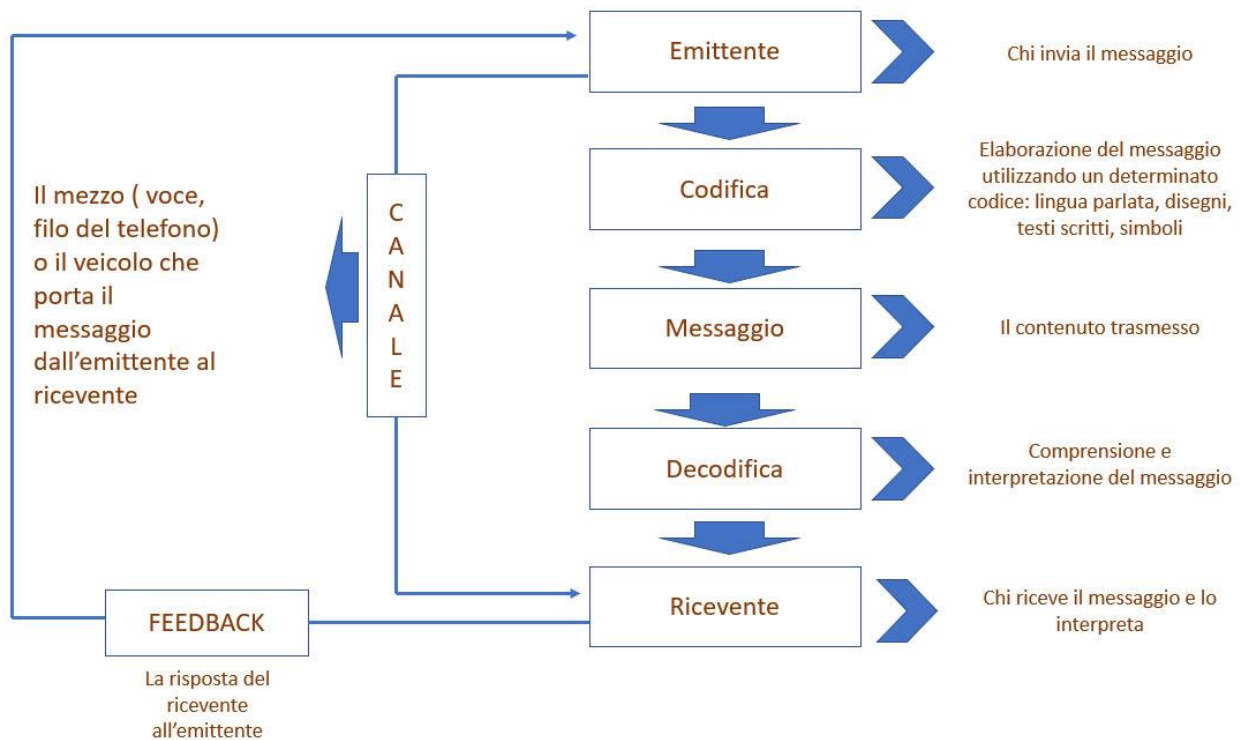 Emittente
Chi invia il messaggio
Codifica
Elaborazione del messaggio
utilizzando un determinato
codice: lingua parlata, disegni,
testi scritti, simboli
Il mezzo ( voce,
filo del telefono)
o il veicolo che
porta il
messaggio
dall'emittente al
ricevente
C
A
N
A
L
E
Messaggio
Il contenuto trasmesso
Decodifica
Comprensione e
interpretazione del messaggio
Ricevente
Chi riceve il messaggio e lo
interpreta
FEEDBACK
La risposta del
ricevente
all'emittente